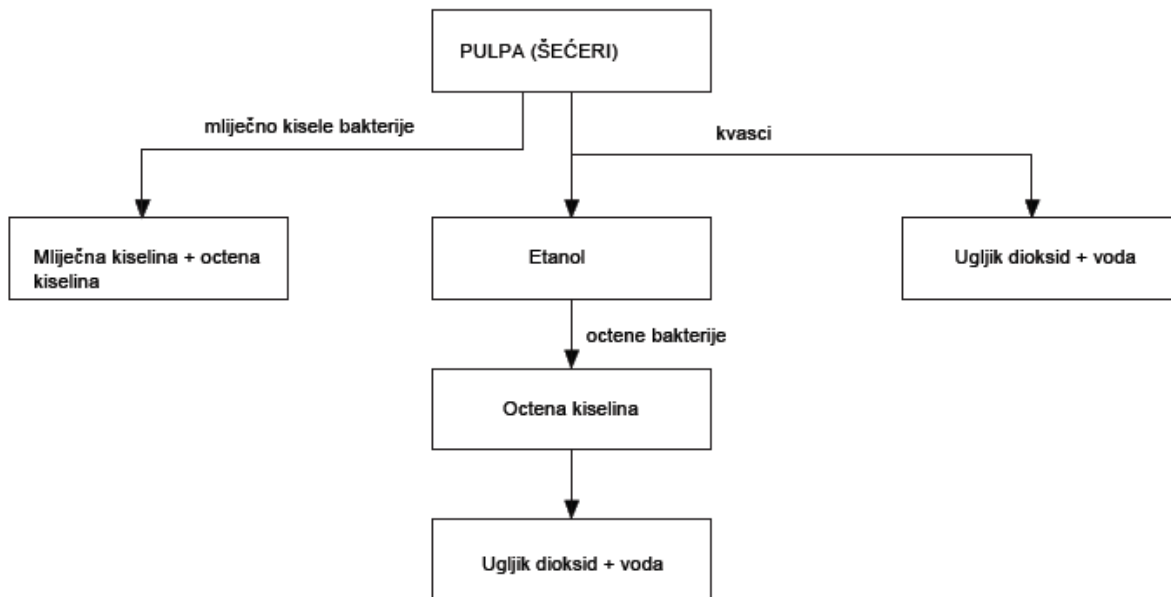 PULPA (ŠEĆERI)
mliječno kisele bakterije
kvasci
Mliječna kiselina + octena
kiselina
Etanol
Ugljik dioksid + voda
octene bakterije
Octena kiselina
Ugljik dioksid + voda